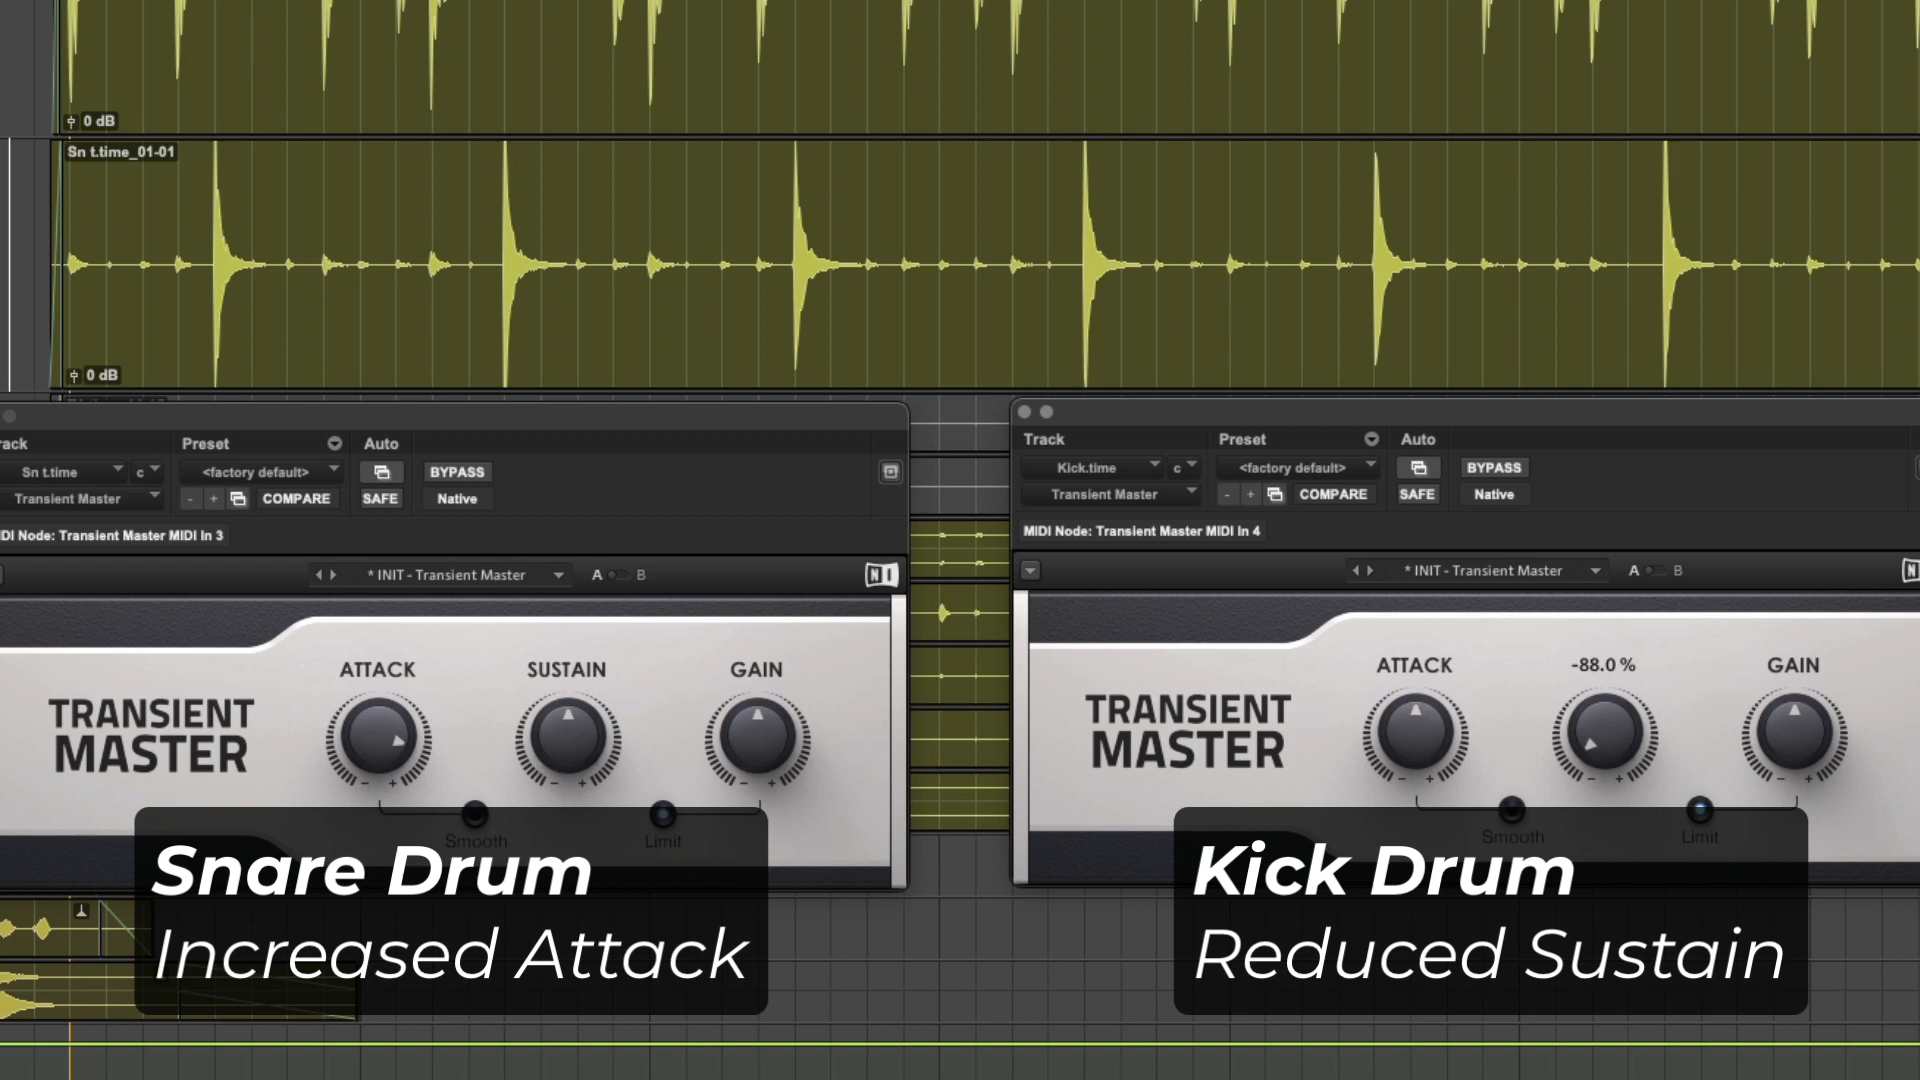 0 dB
Sn t.time_01-01
0 dB
rack
Preset
Auto
Sn t.time
c
<factory default>
BYPASS
Transient Master
- +
COMPARE
SAFE
Native
IDI Node: Transient Master MIDI In 3
* INIT - Transient Master
A B
NI
ATTACK
SUSTAIN
GAIN
TRANSIENT
MASTER
- +
- +
- +
Smooth
Limit
Snare Drum
Increased Attack
Track
Preset
Auto
Kick.time
c
<factory default>
BYPASS
Transient Master
- +
COMPARE
SAFE
Native
MIDI Node: Transient Master MIDI In 4
* INIT - Transient Master
A B
N
ATTACK
-88.0 %
GAIN
TRANSIENT
MASTER
- +
- +
- +
Smooth
Limit
Kick Drum
Reduced Sustain